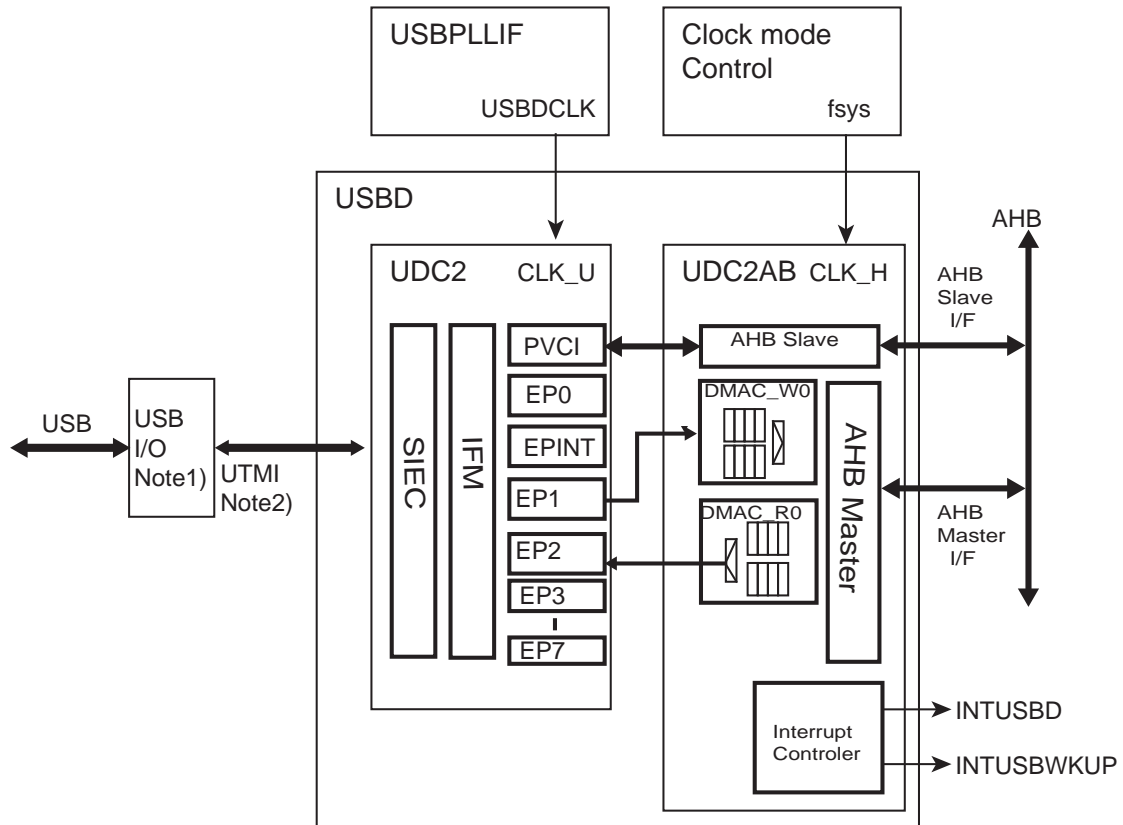 USBPLLIF
USBDCLK
Clock mode
Control
fsys
USBD
AHB
UDC2
CLK_U
UDC2AB
CLK_H
AHB
Slave
I/F
PVCI
AHB Slave
EP0
DMAC_W0
USB
USB
I/O
Note1)
UTMI
Note2)
SIEC
IFM
EPINT
EP1
AHB Master
DMAC_R0
AHB
Master
I/F
EP2
EP3
EP7
Interrupt
Controler
INTUSBD
INTUSBWKUP